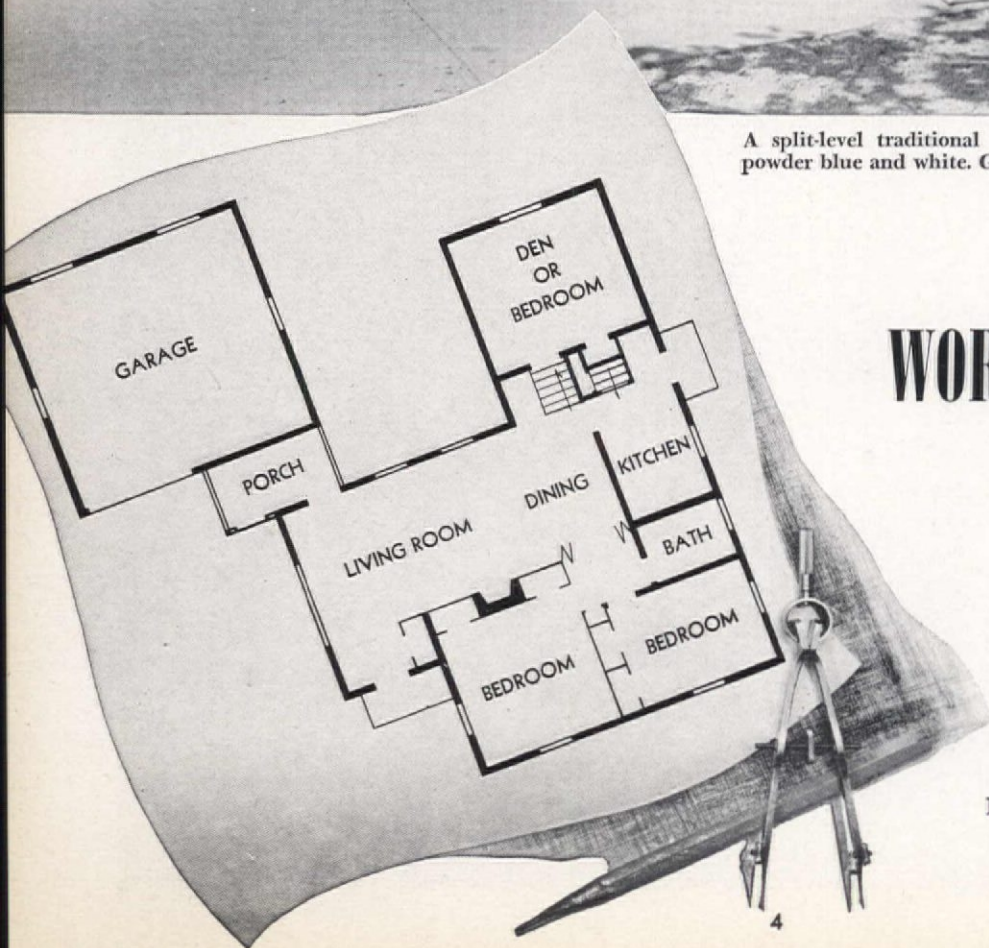 A split-level traditional
powder blue and white.
DEN
OR
BEDROOM
GARAGE
WOR
KITCHEN
PORCH
DINING
LIVING ROOM
BATH
BEDROOM
BEDROOM
4